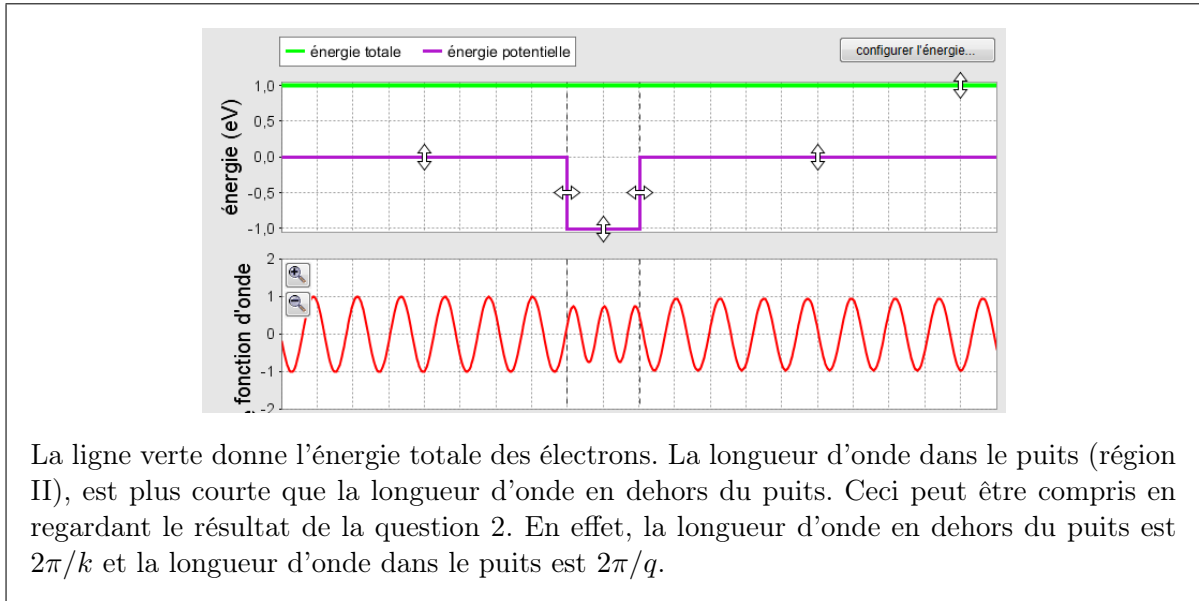 énergie totale énergie potentielle configurer l'énergie...
énergie (eV)
1,0
0,5
0,0
-0,5
-1,0
fonction d'onde
2
1
0
-1
-2
La ligne verte donne l'énergie totale des électrons. La longueur d'onde dans le puits (région
II), est plus courte que la longueur d'onde en dehors du puits. Ceci peut être compris en
regardant le résultat de la question 2. En effet, la longueur d'onde en dehors du puits est
2π/k et la longueur d'onde dans le puits est 2π/q.